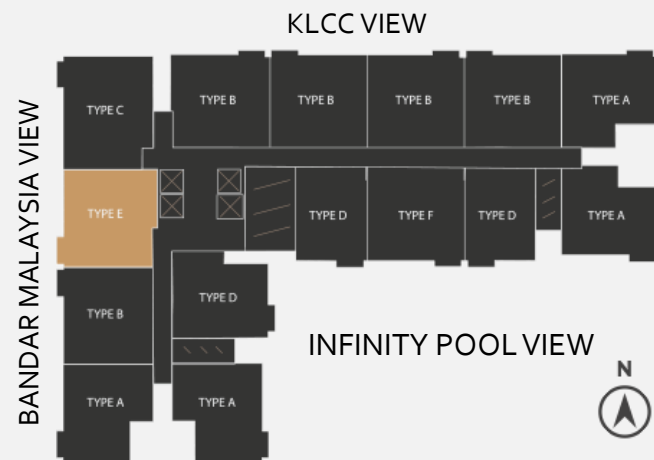 KLCC VIEW
BANDAR MALAYSIA VIEW
TYPE C
TYPE B
TYPE B
TYPE B
TYPE B
TYPE A
TYPE E
TYPE D
TYPE F
TYPE D
TYPE A
TYPE B
TYPE D
INFINITY POOL VIEW
N
TYPE A
TYPE A